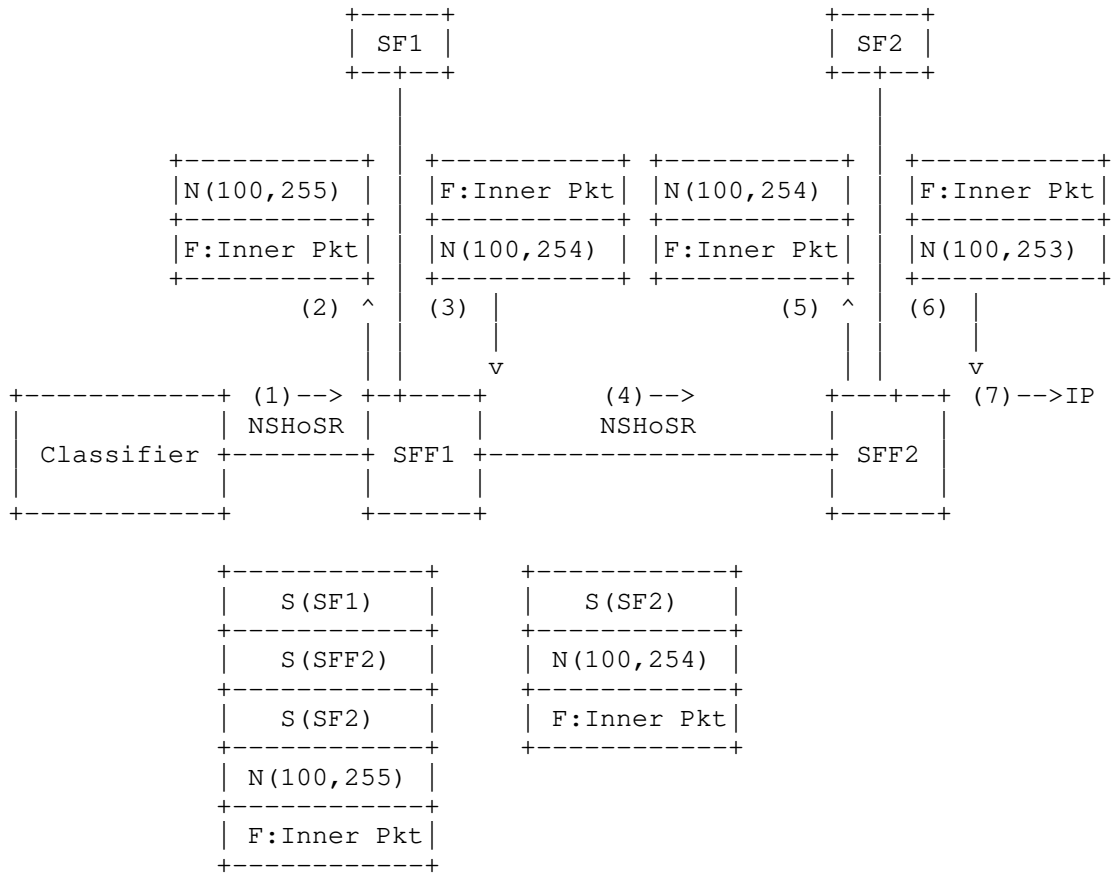 SF1 SF2
N(100,255) F:Inner Pkt N(100,254) F:Inner Pkt
F:Inner Pkt N(100,254) F:Inner Pkt N(100,253)
(2) ^ (3) (5) ^ (6)
v v
(1)--> (4)--> (7)-->IP
NSHoSR NSHoSR
Classifier SFF1 SFF2
S(SF1) S(SF2)
S(SFF2) N(100,254)
S(SF2) F:Inner Pkt
N(100,255)
F:Inner Pkt